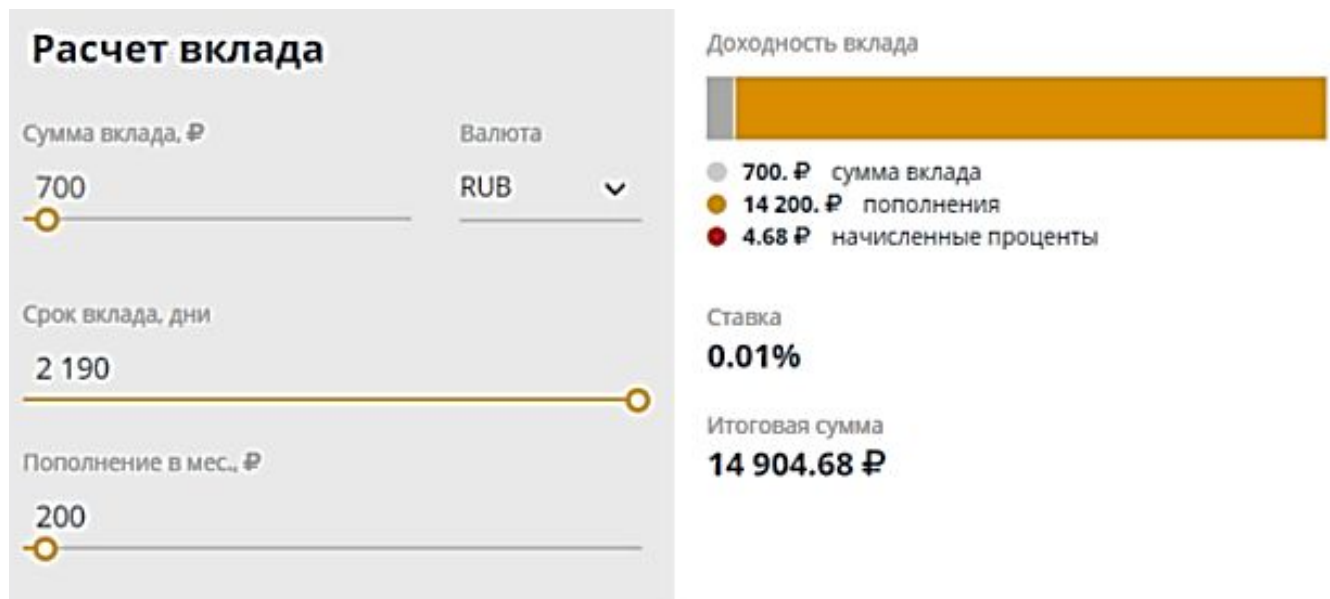 Расчет вклада
Сумма вклада, ₽
Валюта
700
RUB
Срок вклада, дни
2 190
Пополнение в мес., ₽
200
Доходность вклада
700. ₽ сумма вклада
14 200. ₽ пополнения
4.68 ₽ начисленные проценты
Ставка
0.01%
Итоговая сумма
14 904.68 ₽